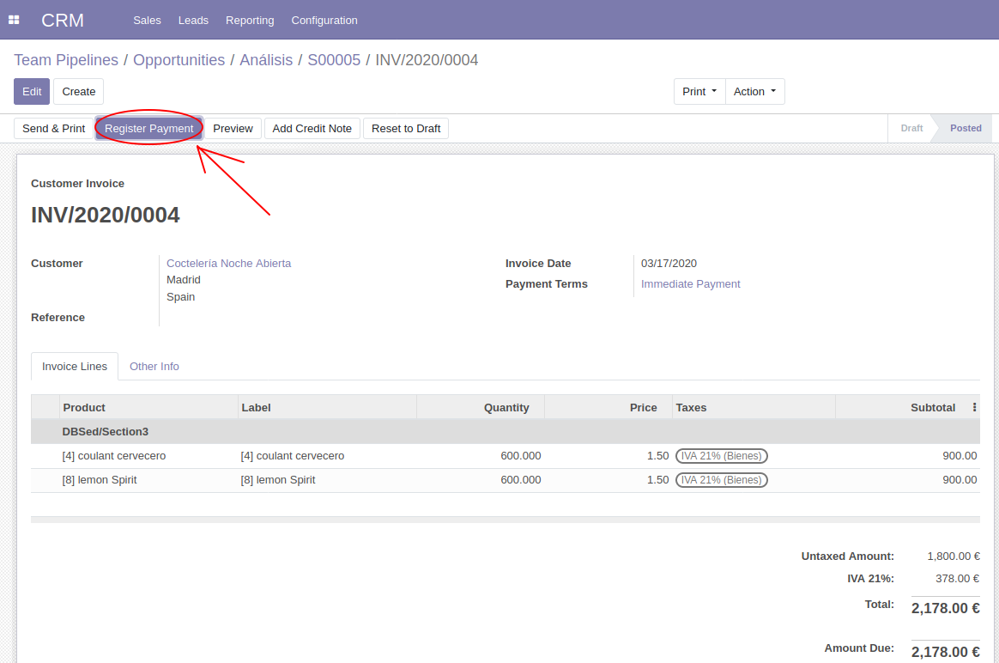 CRM Sales Leads Reporting Configuration
Team Pipelines / Opportunities / Análisis / S00005 / INV/2020/0004
Edit Create Print Action
Send & Print Register Payment Preview Add Credit Note Reset to Draft Draft Posted
Customer Invoice
INV/2020/0004
Customer Coctelería Noche Abierta Invoice Date 03/17/2020
Madrid Payment Terms Immediate Payment
Spain
Reference
Invoice Lines Other Info
Product Label Quantity Price Taxes Subtotal
DBSed/Section3
[4] coulant cervecero [4] coulant cervecero 600.000 1.50 IVA 21% (Bienes) 900.00
[8] lemon Spirit [8] lemon Spirit 600.000 1.50 IVA 21% (Bienes) 900.00
Untaxed Amount: 1,800.00 €
IVA 21%: 378.00 €
Total: 2,178.00 €
Amount Due: 2,178.00 €